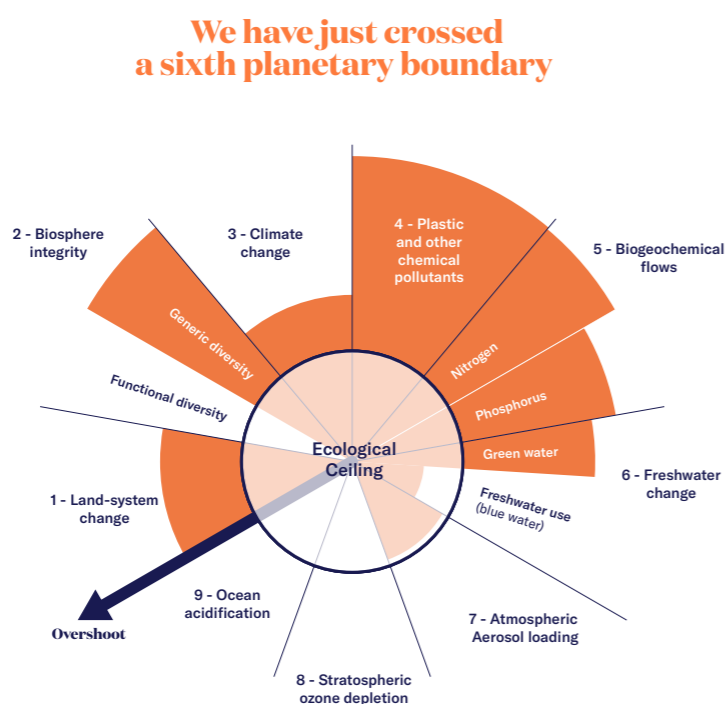 We have just crossed
a sixth planetary boundary
2 - Biosphere
integrity
3 - Climate
change
4 - Plastic
and other
chemical
pollutants
5 - Biogeochemical
flows
Generic diversity
Nitrogen
Functional diversity
Phosphorus
Ecological
Ceiling
Green water
6 - Freshwater
change
1 - Land-system
change
Freshwater use
(blue water)
9 - Ocean
acidification
7 - Atmospheric
Aerosol loading
Overshoot
8 - Stratospheric
ozone depletion